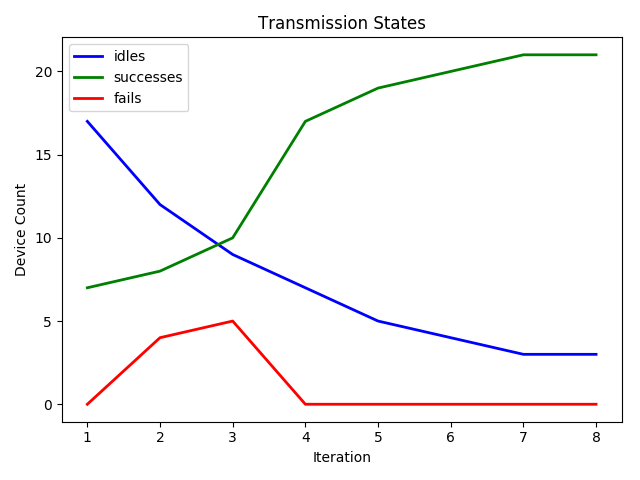 Transmission States
idles
successes
fails
20
15
10
5
0
Device Count
1 2 3 4 5 6 7 8
Iteration